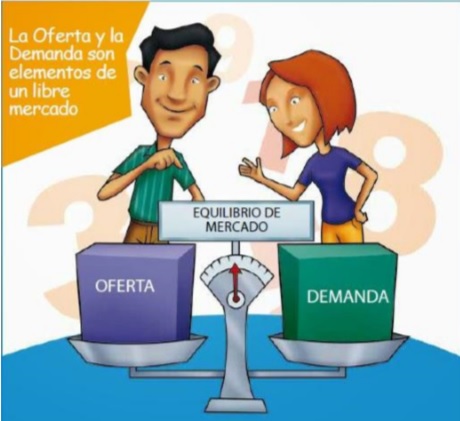 La Oferta y la
Demanda son
elementos de
un libre
mercado
EQUILIBRIO DE
MERCADO
OFERTA
DEMANDA